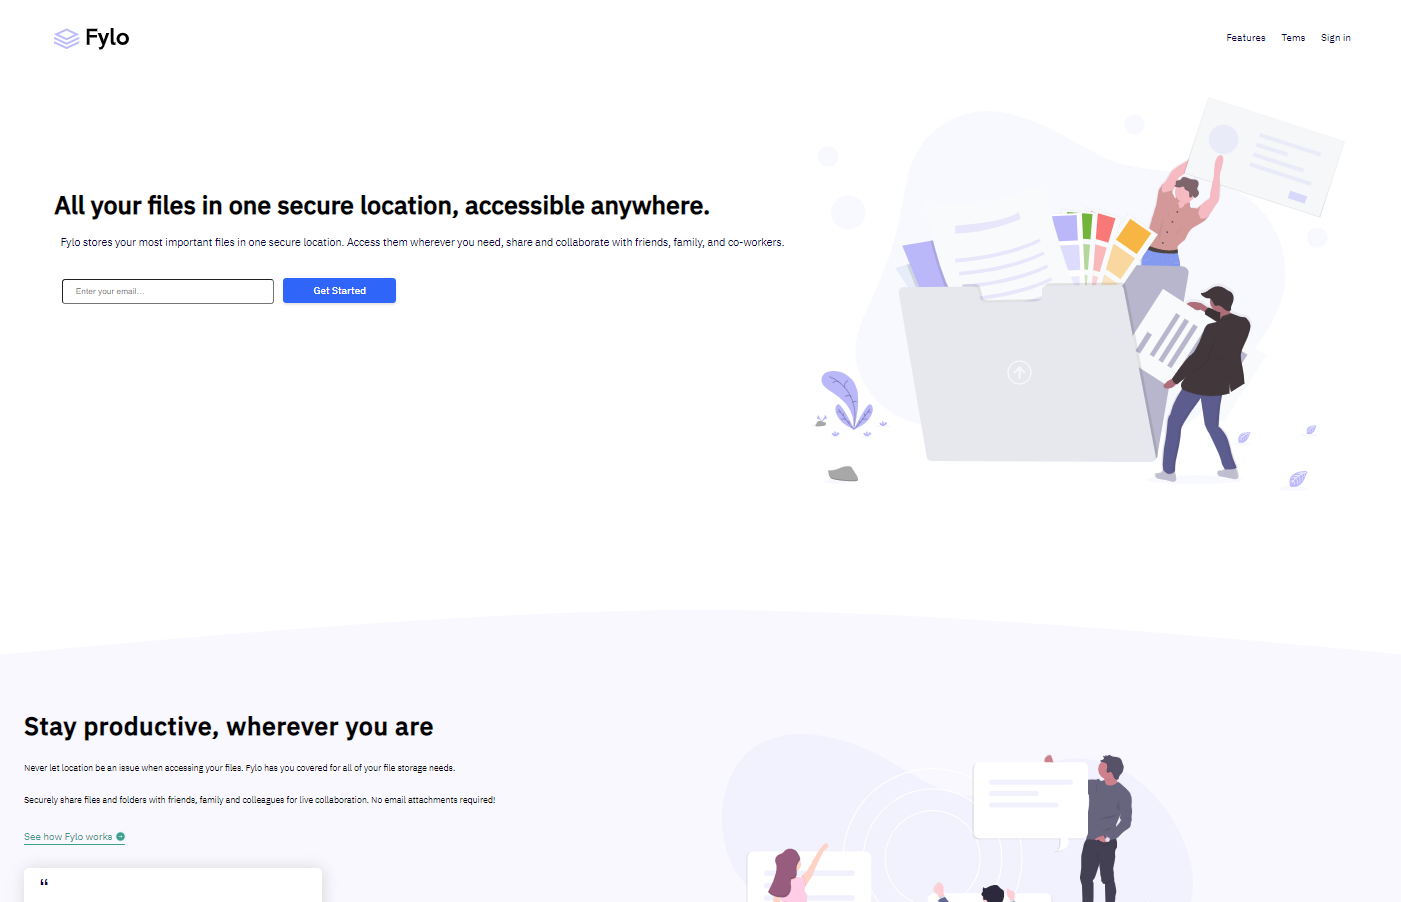 Fylo
Features Tems Sign in
All your files in one secure location, accessible anywhere.
Fylo stores your most important files in one secure location. Access them wherever you need, share and collaborate with friends, family, and co-workers.
Enter your email... Get Started
Stay productive, wherever you are
Never let location be an issue when accessing your files. Fylo has you covered for all of your file storage needs.
Securely share files and folders with friends, family and colleagues for live collaboration. No email attachments required!
See how Fylo works
“